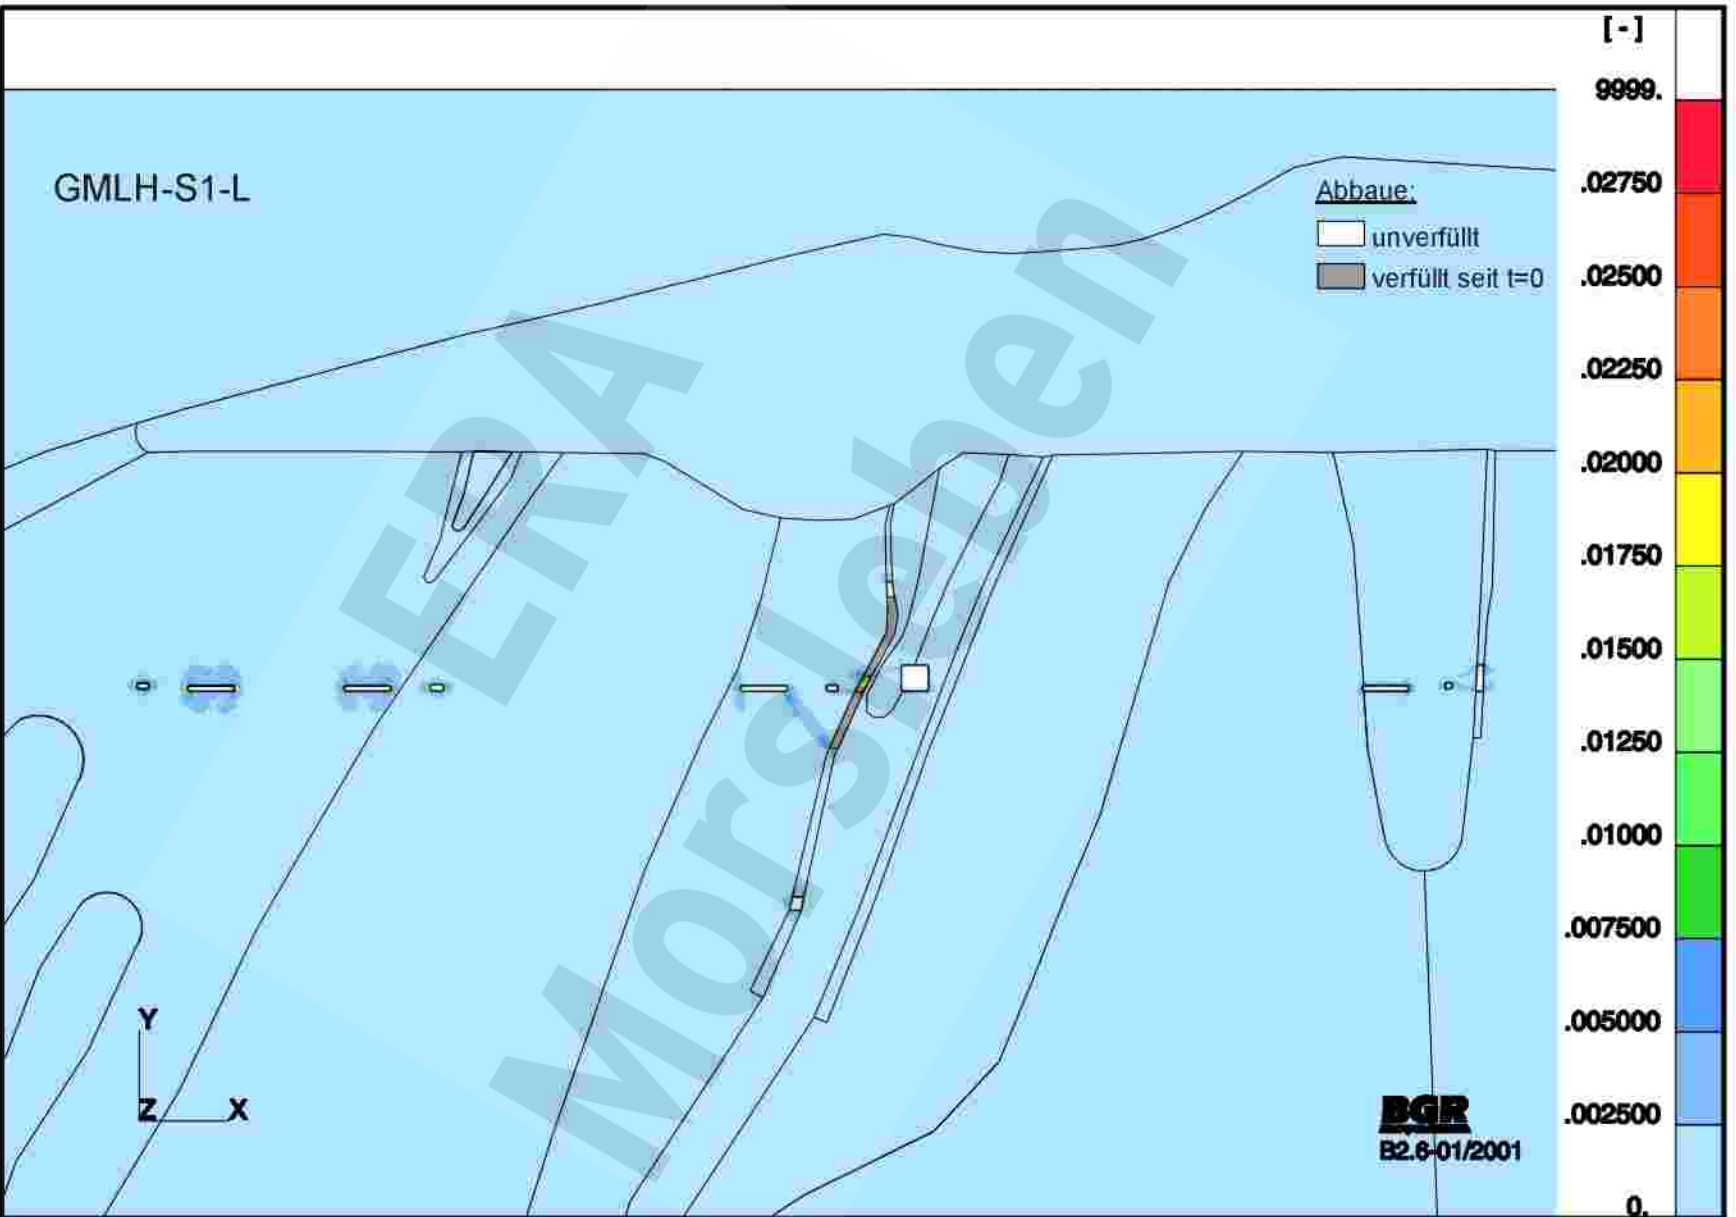 [-]
9999.
GMLH-S1-L
Abbaue:
unverfüllt
verfüllt seit t=0
.02750
.02500
.02250
.02000
.01750
.01500
.01250
.01000
.007500
.005000
.002500
0.
ERA
Morsleben
Y
Z
X
BGR
B2.6-01/2001